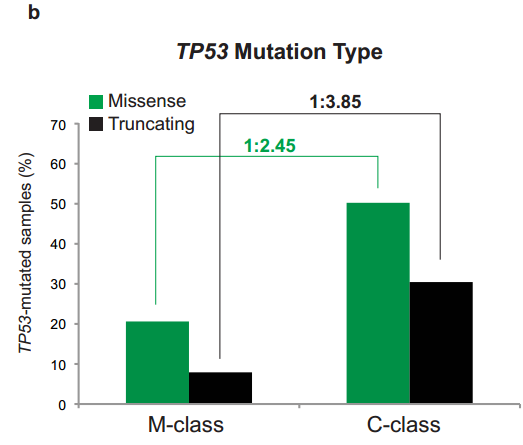 b
TP53 Mutation Type
Missense
Truncating
1:3.85
1:2.45
TP53-mutated samples (%)
70
60
50
40
30
20
10
0
M-class
C-class